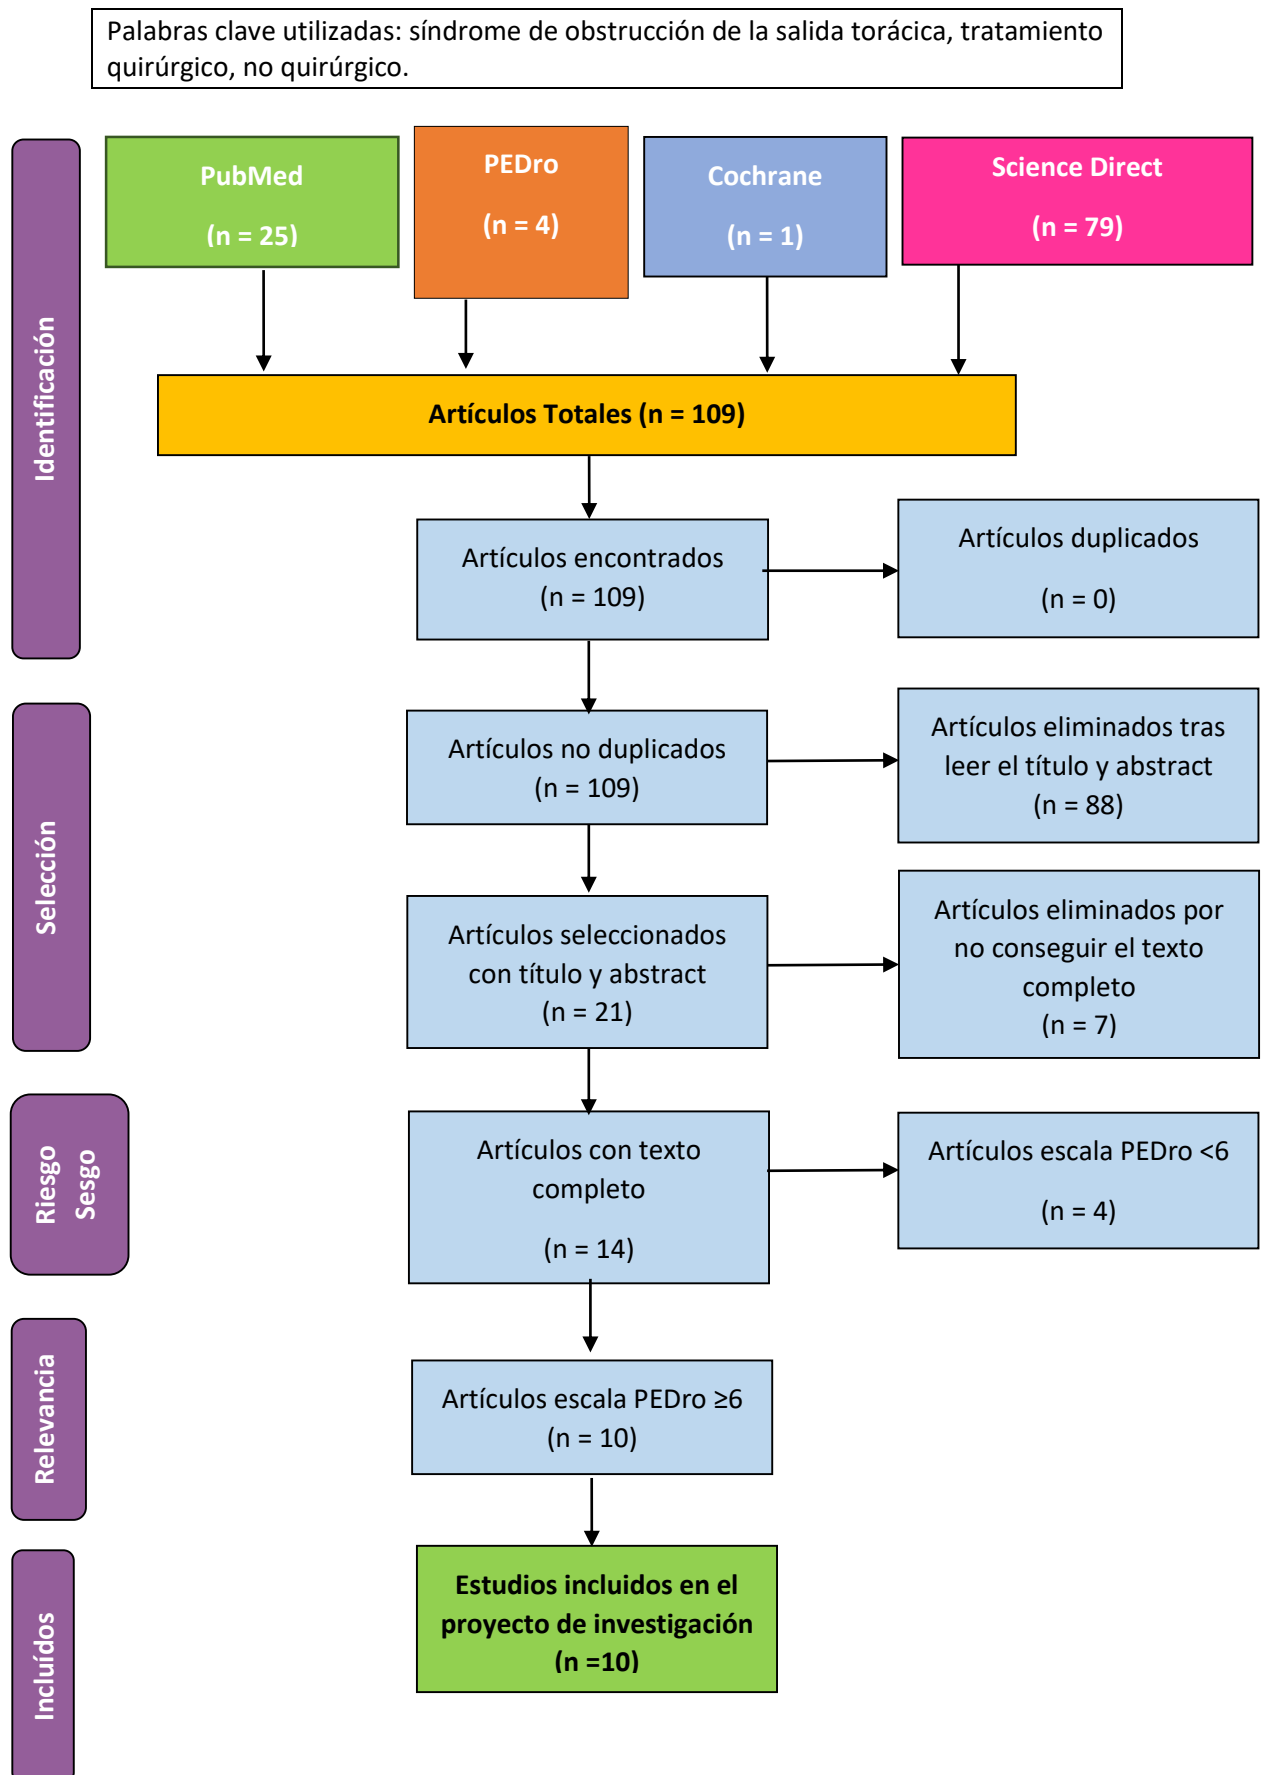 Palabras clave utilizadas: síndrome de obstrucción de la salida torácica, tratamiento
quirúrgico, no quirúrgico.
Identificación
PubMed
(n = 25)
PEDro
(n = 4)
Cochrane
(n = 1)
Science Direct
(n = 79)
Artículos Totales (n = 109)
Artículos encontrados
(n = 109)
Artículos duplicados
(n = 0)
Selección
Artículos no duplicados
(n = 109)
Artículos eliminados tras
leer el título y abstract
(n = 88)
Artículos seleccionados
con título y abstract
(n = 21)
Artículos eliminados por
no conseguir el texto
completo
(n = 7)
Riesgo
Sesgo
Artículos con texto
completo
(n = 14)
Artículos escala PEDro <6
(n = 4)
Relevancia
Artículos escala PEDro ≥6
(n = 10)
Incluídos
Estudios incluidos en el
proyecto de investigación
(n =10)